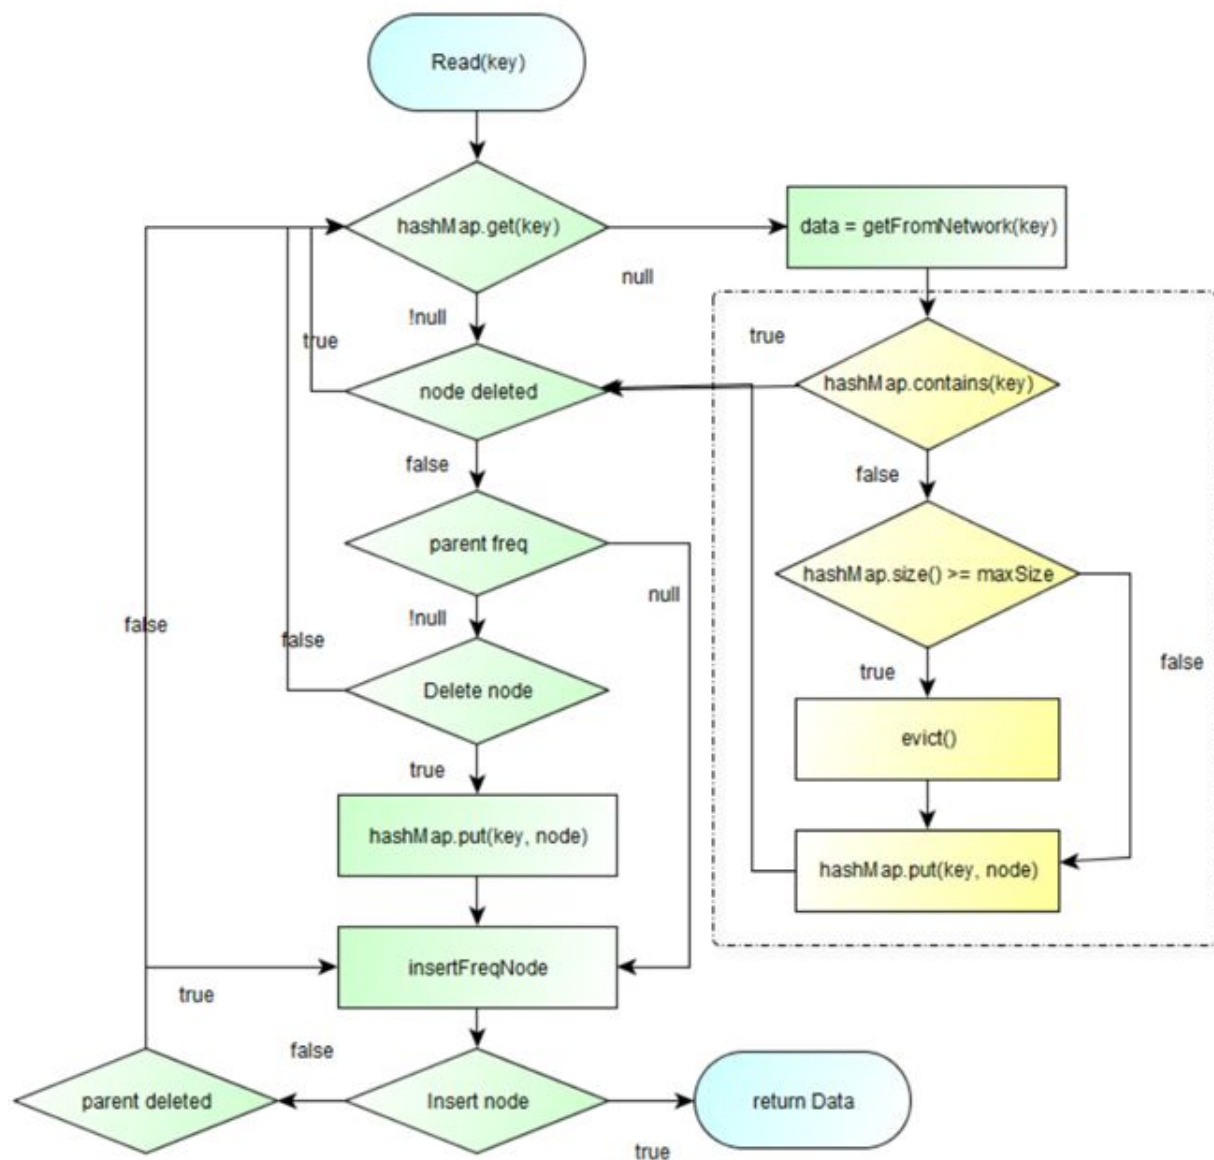 Read(key)
hashMap.get(key)
data = getFromNetwork(key)
null
!null
true
true
node deleted
hashMap.contains(key)
false
false
parent freq
hashMap.size() >= maxSize
null
!null
false
false
false
true
Delete node
evict()
true
hashMap.put(key, node)
hashMap.put(key, node)
insertFreqNode
true
false
parent deleted
Insert node
return Data
true